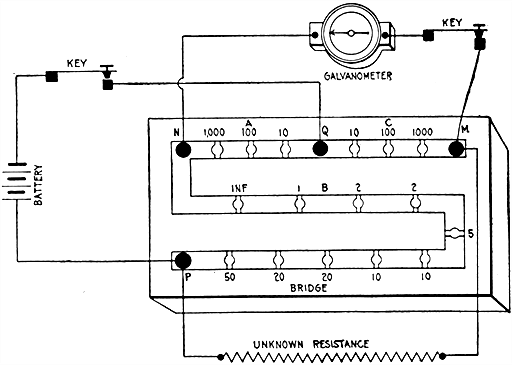 KEY
GALVANOMETER
KEY
BATTERY
A C
N 1,000 100 10 Q 10 100 1000 M
INF 1 B 2 2
5
P 50 20 20 10 10
BRIDGE
UNKNOWN RESISTANCE